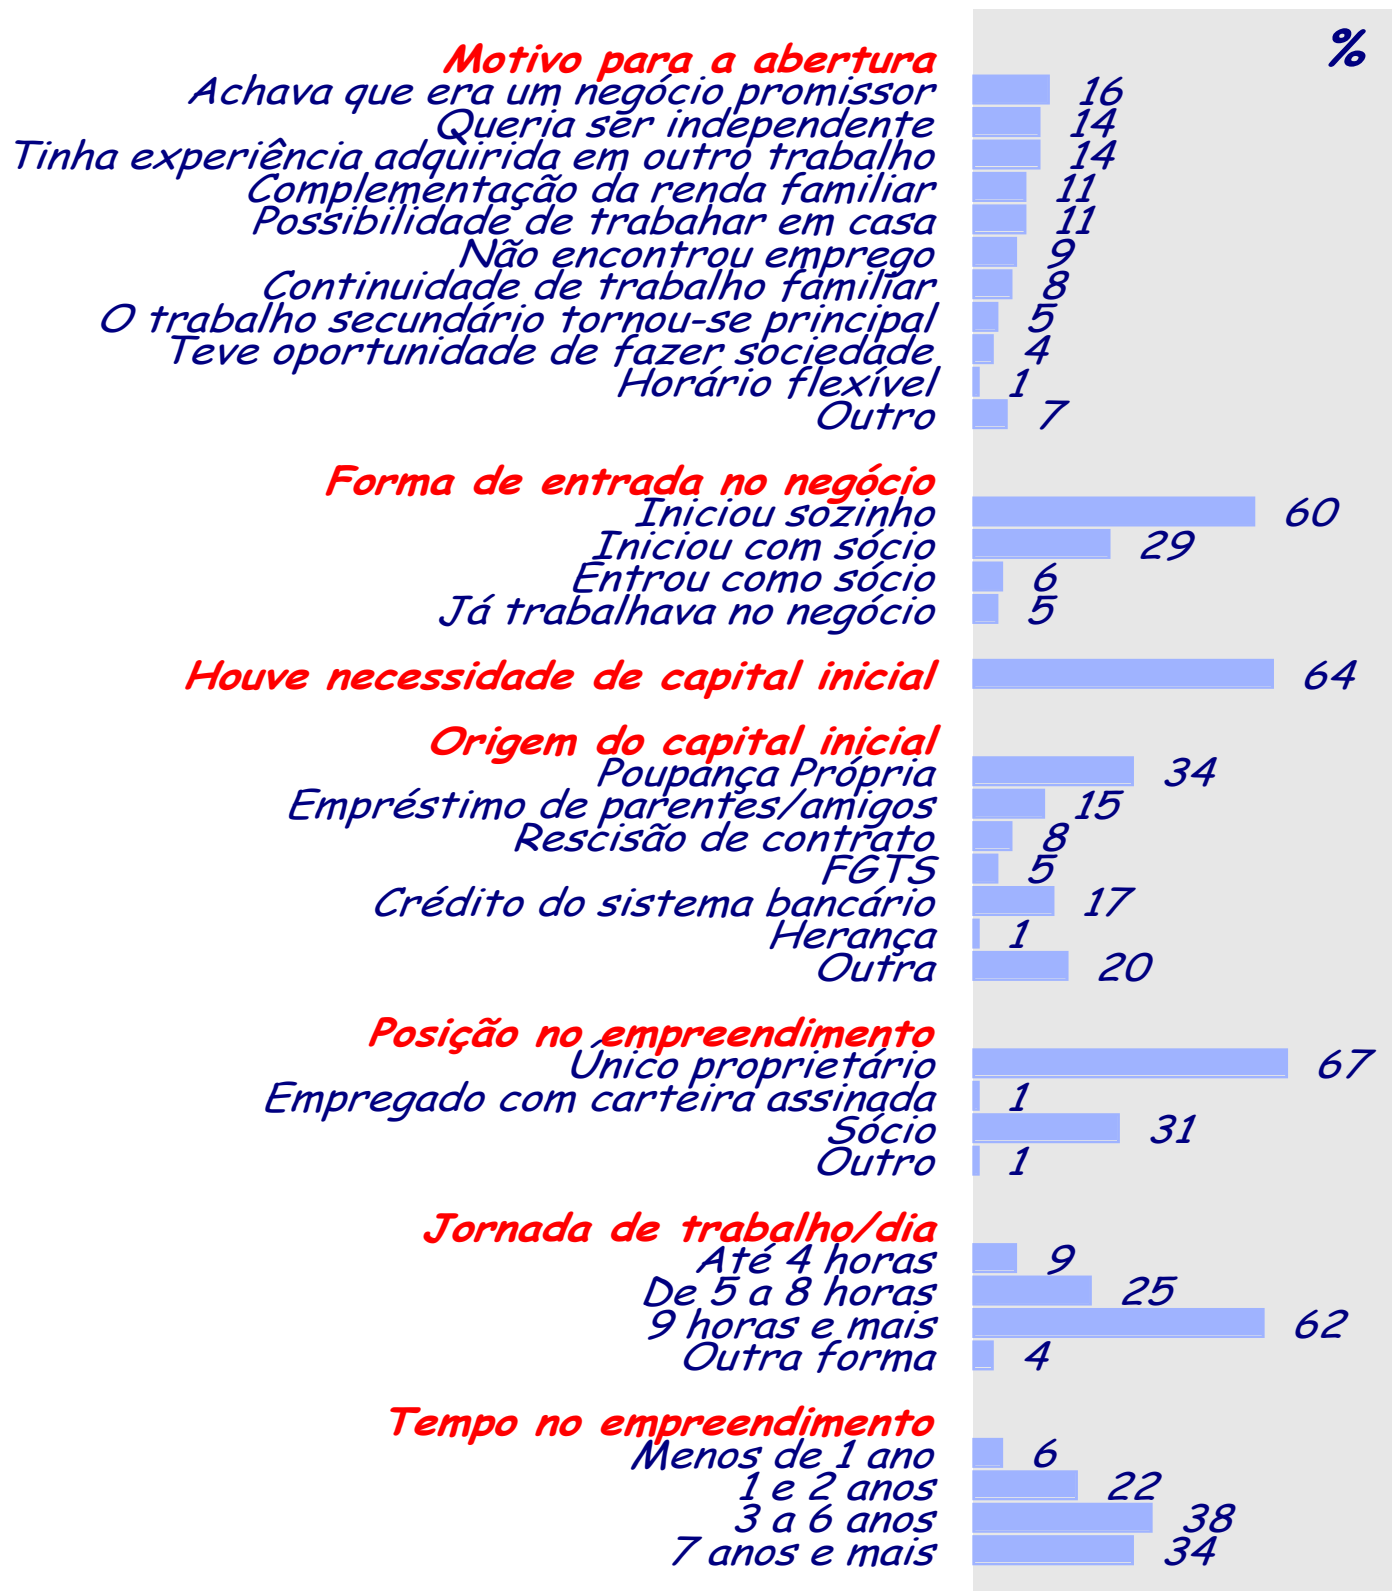 %
Motivo para a abertura
Achava que era um negócio promissor 16
Queria ser independente 14
Tinha experiência adquirida em outro trabalho 14
Complementação da renda familiar 11
Possibilidade de trabahar em casa 11
Não encontrou emprego 9
Continuidade de trabalho familiar 8
O trabalho secundário tornou-se principal 5
Teve oportunidade de fazer sociedade 4
Horário flexível 1
Outro 7
Forma de entrada no negócio
Iniciou sozinho 60
Iniciou com sócio 29
Entrou como sócio 6
Já trabalhava no negócio 5
Houve necessidade de capital inicial 64
Origem do capital inicial
Poupança Própria 34
Empréstimo de parentes/amigos 15
Rescisão de contrato 8
FGTS 5
Crédito do sistema bancário 17
Herança 1
Outra 20
Posição no empreendimento
Único proprietário 67
Empregado com carteira assinada 1
Sócio 31
Outro 1
Jornada de trabalho/dia
Até 4 horas 9
De 5 a 8 horas 25
9 horas e mais 62
Outra forma 4
Tempo no empreendimento
Menos de 1 ano 6
1 e 2 anos 22
3 a 6 anos 38
7 anos e mais 34